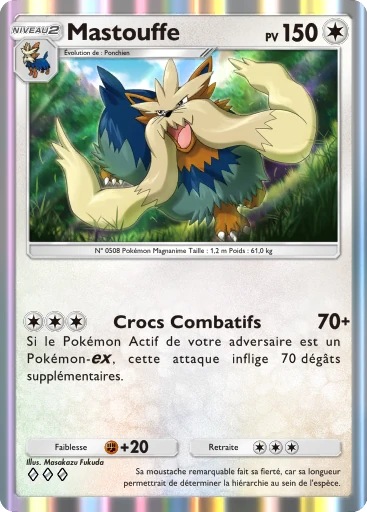 NIVEAU2 Mastouffe PV 150
Évolution de : Ponchien
N° 0508 Pokémon Magnanime Taille : 1,2 m Poids : 61,0 kg
Crocs Combatifs 70+
Si le Pokémon Actif de votre adversaire est un
Pokémon-ex, cette attaque inflige 70 dégâts
supplémentaires.
Faiblesse +20 Retraite
Illus. Masakazu Fukuda
Sa moustache remarquable fait sa fierté, car sa longueur
permettrait de déterminer la hiérarchie au sein de l'espèce.